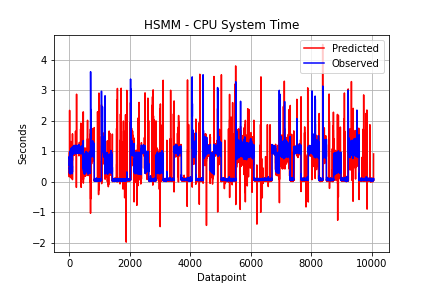 HSMM - CPU System Time
Predicted
Observed
Seconds
4
3
2
1
0
−1
−2
0 2000 4000 6000 8000 10000
Datapoint